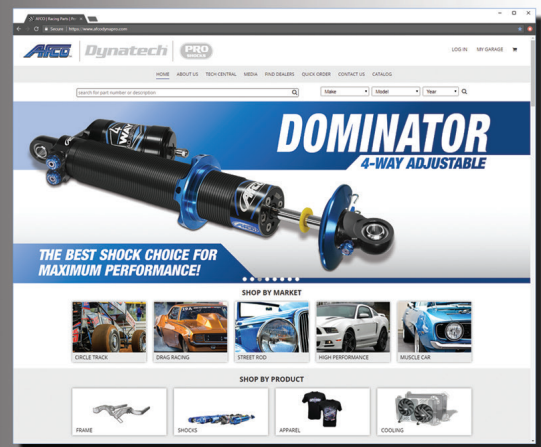 AFCO | Racing Parts | Pr
Secure | https://www.afcodynapro.com
AFCO Dynatech PRO
LOG IN MY GARAGE
HOME ABOUT US TECH CENTRAL MEDIA FIND DEALERS QUICK ORDER CONTACT US CATALOG
search for part number or description Make Model Year
DOMINATOR
4-WAY ADJUSTABLE
WAY
AFCO
THE BEST SHOCK CHOICE FOR
MAXIMUM PERFORMANCE!
SHOP BY MARKET
CIRCLE TRACK DRAG RACING STREET ROD HIGH PERFORMANCE MUSCLE CAR
SHOP BY PRODUCT
FRAME SHOCKS APPAREL COOLING